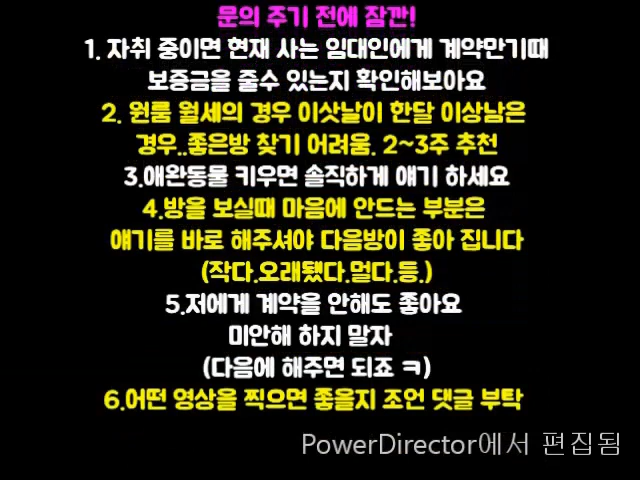 문의 주기 전에 잠깐!
1. 자취 중이면 현재 사는 임대인에게 계약만기때
보증금을 줄수 있는지 확인해보아요
2. 원룸 월세의 경우 이삿날이 한달 이상남은
경우..좋은방 찾기 어려움. 2~3주 추천
3.애완동물 키우면 솔직하게 얘기 하세요
4.방을 보실때 마음에 안드는 부분은
얘기를 바로 해주셔야 다음방이 좋아 집니다
(작다.오래됐다.멀다.등.)
5.저에게 계약을 안해도 좋아요
미안해 하지 말자
(다음에 해주면 되죠 ㅋ)
6.어떤 영상을 찍으면 좋을지 조언 댓글 부탁
PowerDirector에서 편집됨